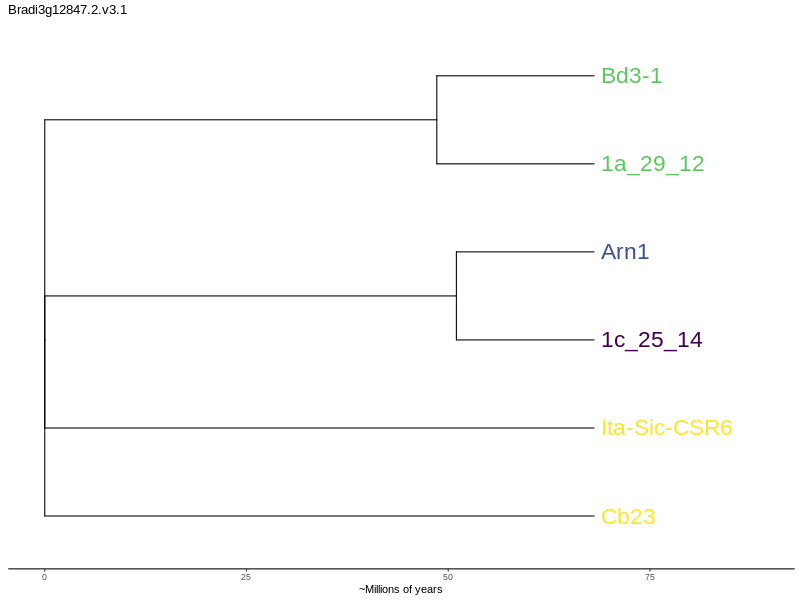 Bradi3g12847.2.v3.1
Bd3-1
1a_29_12
Arn1
1c_25_14
Ita-Sic-CSR6
Cb23
0 25 50 75
~Millions of years